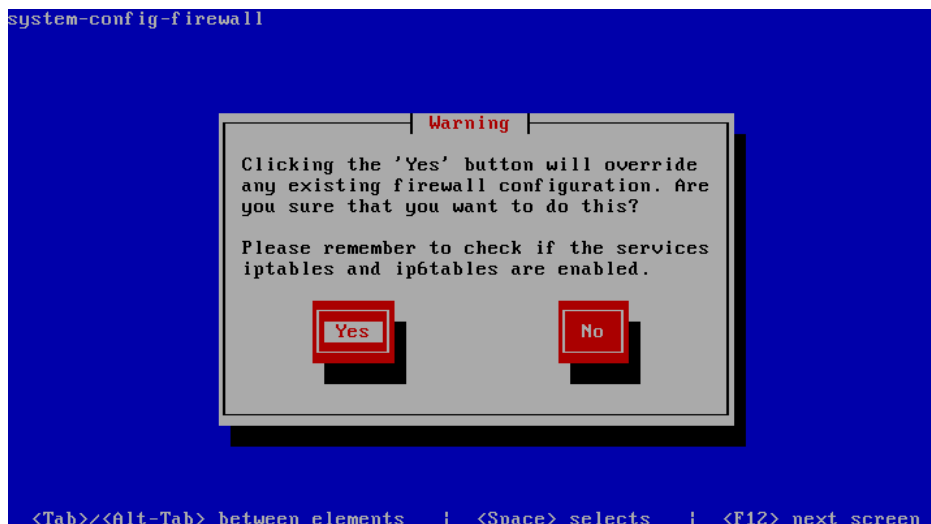 system-config-firewall
Warning
Clicking the 'Yes' button will override
any existing firewall configuration. Are
you sure that you want to do this?
Please remember to check if the services
iptables and ip6tables are enabled.
Yes No
<Tab>/<Alt-Tab> between elements | <Space> selects | <F12> next screen